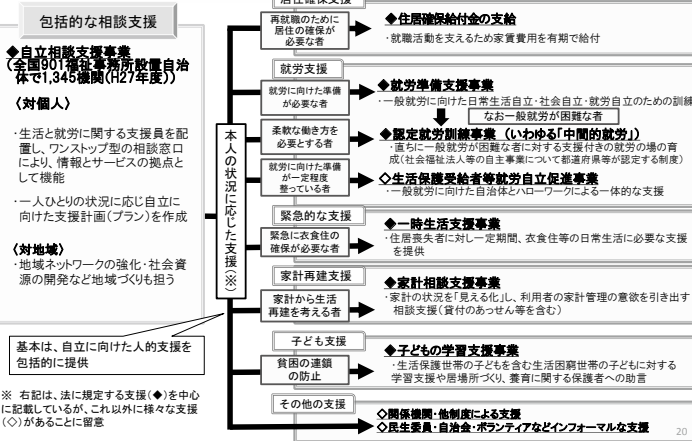 包括的な相談支援
◆自立相談支援事業
（全国901福祉事務所設置自治
体で1,345機関(H27年度)）
〈対個人〉
・生活と就労に関する支援員を配
置し、ワンストップ型の相談窓口
により、情報とサービスの拠点と
して機能
・一人ひとりの状況に応じ自立に
向けた支援計画（プラン）を作成
〈対地域〉
・地域ネットワークの強化・社会資
源の開発など地域づくりも担う
基本は、自立に向けた人的支援を
包括的に提供
※ 右記は、法に規定する支援（◆）を中心
に記載しているが、これ以外に様々な支援
（◇）があることに留意
本人の状況に応じた支援（※）
居住確保支援
再就職のために
居住の確保が
必要な者
◆住居確保給付金の支給
・就職活動を支えるため家賃費用を有期で給付
就労支援
就労に向けた準備
が必要な者
◆就労準備支援事業
・一般就労に向けた日常生活自立・社会自立・就労自立のための訓練
なお一般就労が困難な者
柔軟な働き方を
必要とする者
◆認定就労訓練事業（いわゆる「中間的就労」）
・直ちに一般就労が困難な者に対する支援付きの就労の場の育
成（社会福祉法人等の自主事業について都道府県等が認定する制度）
就労に向けた準備
が一定程度
整っている者
◇生活保護受給者等就労自立促進事業
・一般就労に向けた自治体とハローワークによる一体的な支援
緊急的な支援
緊急に衣食住の
確保が必要な者
◆一時生活支援事業
・住居喪失者に対し一定期間、衣食住等の日常生活に必要な支援
を提供
家計再建支援
家計から生活
再建を考える者
◆家計相談支援事業
・家計の状況を「見える化」し、利用者の家計管理の意欲を引き出す
相談支援（貸付のあっせん等を含む）
子ども支援
貧困の連鎖
の防止
◆子どもの学習支援事業
・生活保護世帯の子どもを含む生活困窮世帯の子どもに対する
学習支援や居場所づくり、養育に関する保護者への助言
その他の支援
◇関係機関・他制度による支援
◇民生委員・自治会・ボランティアなどインフォーマルな支援
20